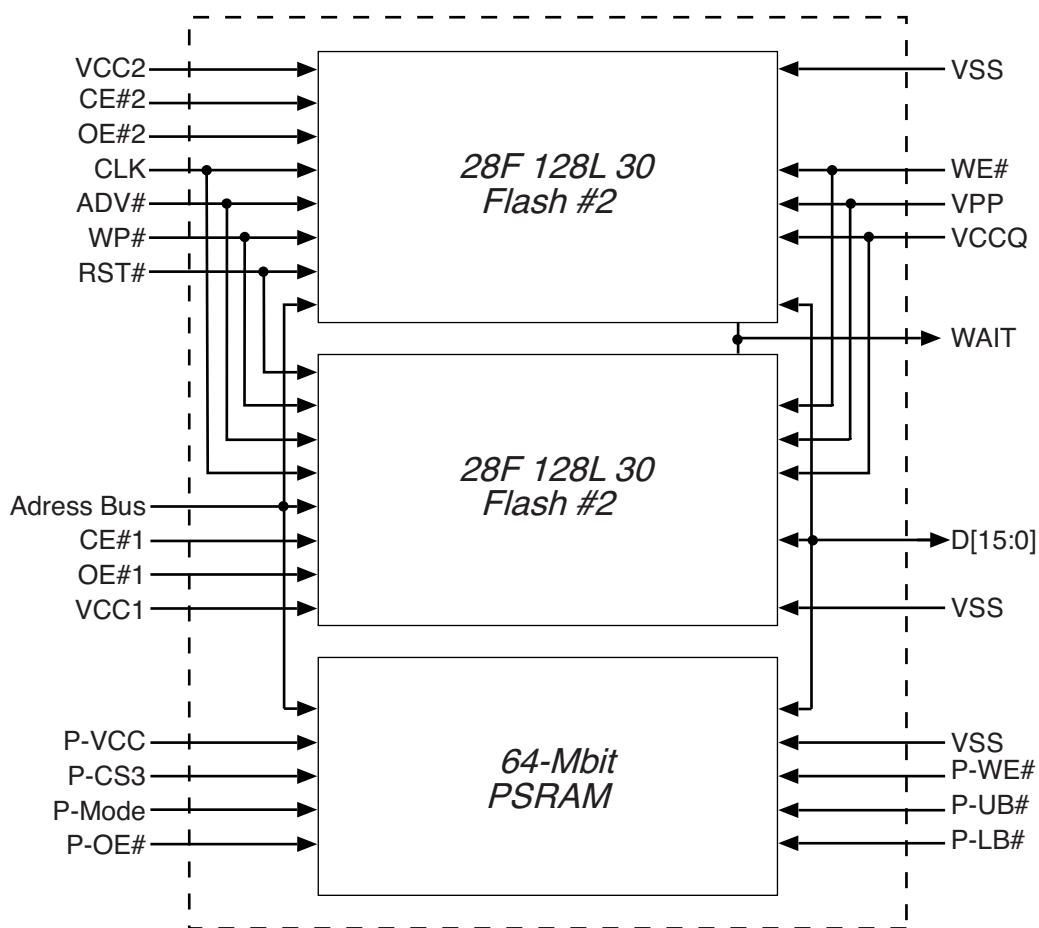 VCC2
CE#2
OE#2
CLK
ADV#
WP#
RST#
28F 128L 30
Flash #2
VSS
WE#
VPP
VCCQ
WAIT
Adress Bus
CE#1
OE#1
VCC1
28F 128L 30
Flash #2
D[15:0]
VSS
P-VCC
P-CS3
P-Mode
P-OE#
64-Mbit
PSRAM
VSS
P-WE#
P-UB#
P-LB#